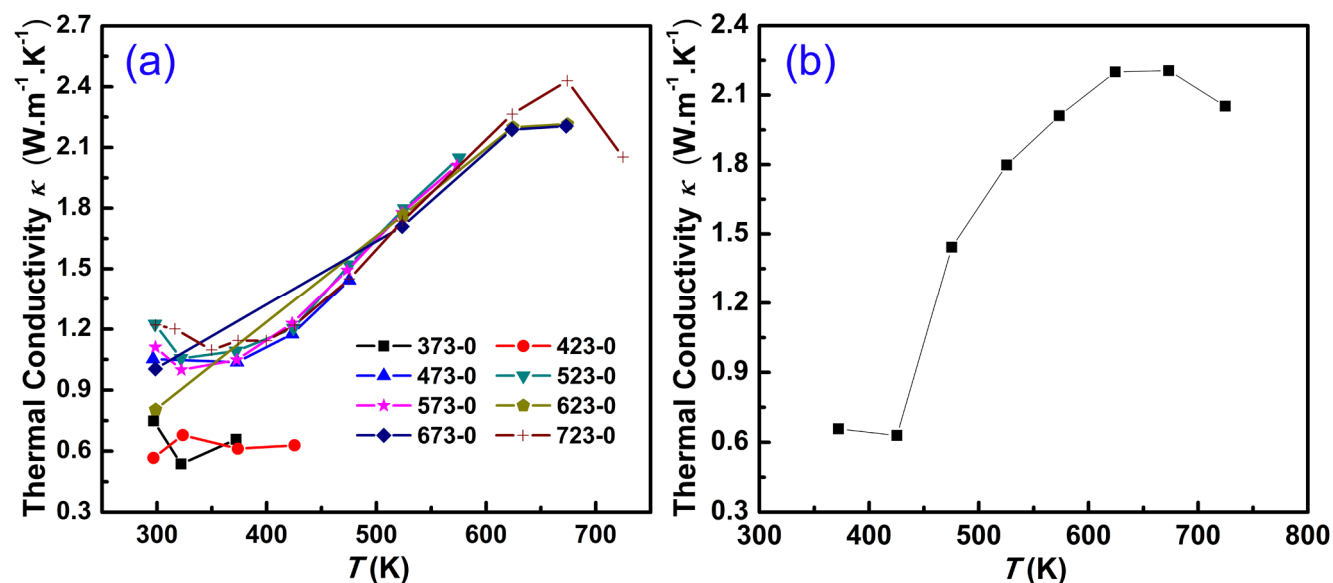 (a)
Thermal Conductivity κ (W.m⁻¹.K⁻¹)
2.7
2.4
2.1
1.8
1.5
1.2
0.9
0.6
0.3
373-0 423-0
473-0 523-0
573-0 623-0
673-0 723-0
300 400 500 600 700
T (K)
(b)
Thermal Conductivity κ (W.m⁻¹.K⁻¹)
2.4
2.1
1.8
1.5
1.2
0.9
0.6
0.3
300 400 500 600 700 800
T (K)